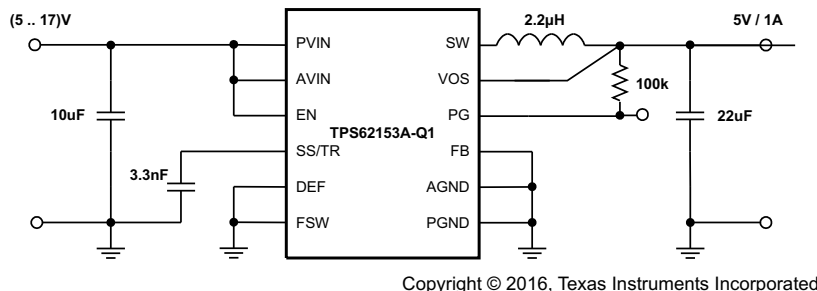 (5 .. 17)V
2.2µH
5V / 1A
PVIN
SW
AVIN
VOS
100k
10uF
EN
PG
22uF
TPS62153A-Q1
SS/TR
FB
3.3nF
DEF
AGND
FSW
PGND
Copyright © 2016, Texas Instruments Incorporated